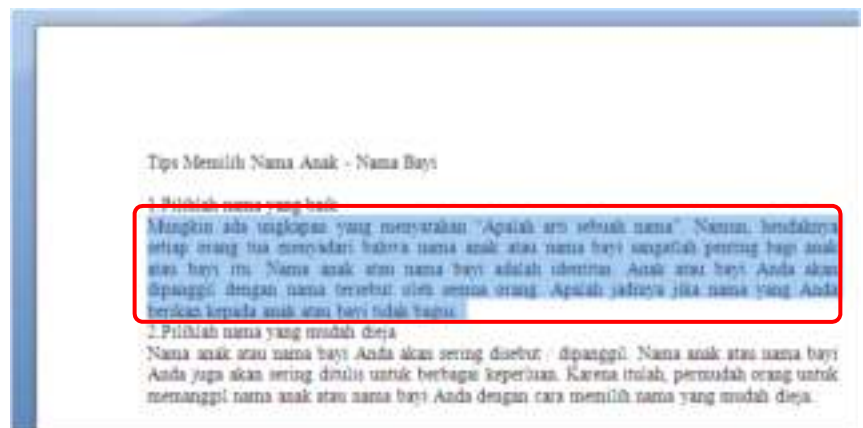 Tips Memilih Nama Anak - Nama Bayi
1.Pilihlah nama yang baik
Mungkin ada ungkapan yang menyatakan "Apalah arti sebuah nama". Namun, hendaknya
setiap orang tua menyadari bahwa nama anak atau nama bayi sangatlah penting bagi anak
atau bayi itu. Nama anak atau nama bayi adalah identitas. Anak atau bayi Anda akan
dipanggil dengan nama tersebut oleh semua orang. Apalah jadinya jika nama yang Anda
berikan kepada anak atau bayi tidak bagus.
2.Pilihlah nama yang mudah dieja
Nama anak atau nama bayi Anda akan sering disebut / dipanggil. Nama anak atau nama bayi
Anda juga akan sering ditulis untuk berbagai keperluan. Karena itulah, permudah orang untuk
memanggil nama anak atau nama bayi Anda dengan cara memilih nama yang mudah dieja.